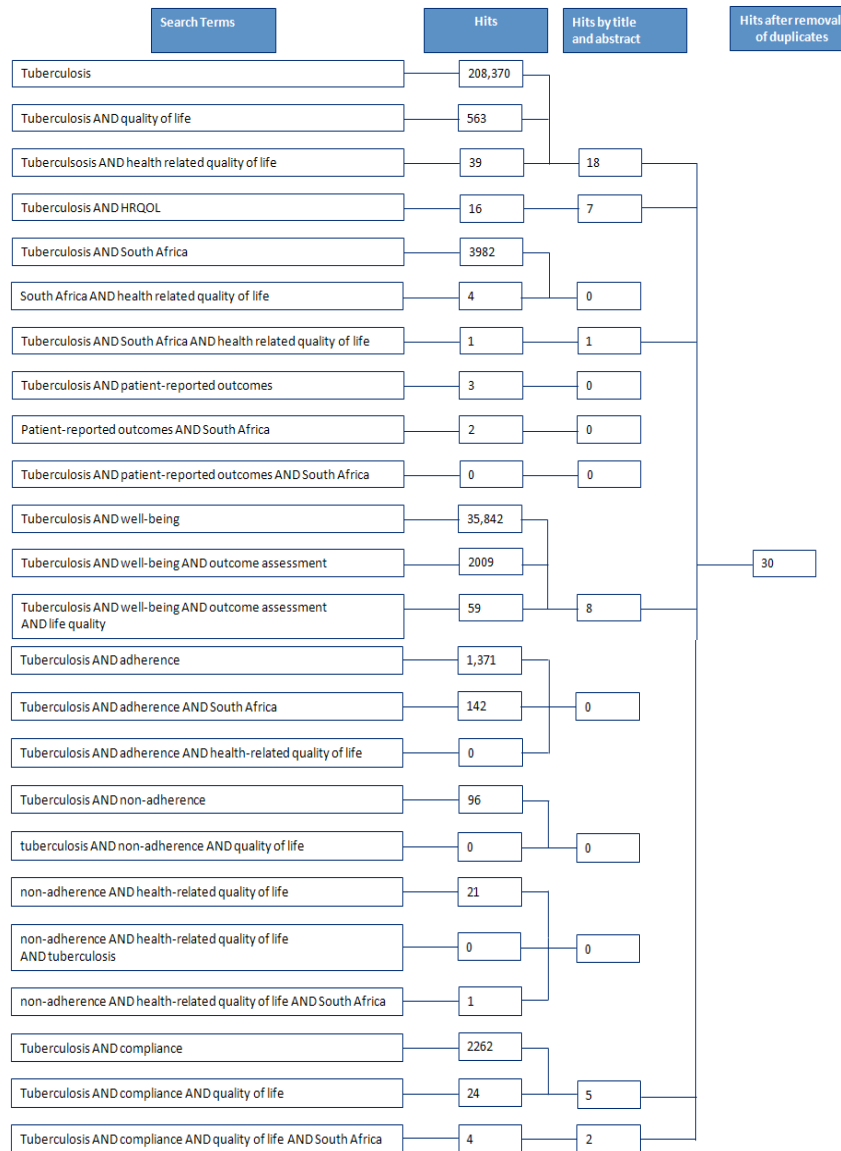 Search Terms
Hits
Hits by title
and abstract
Hits after removal
of duplicates
Tuberculosis
208,370
Tuberculosis AND quality of life
563
Tuberculsosis AND health related quality of life
39
18
Tuberculosis AND HRQOL
16
7
Tuberculosis AND South Africa
3982
South Africa AND health related quality of life
4
0
Tuberculosis AND South Africa AND health related quality of life
1
1
Tuberculosis AND patient-reported outcomes
3
0
Patient-reported outcomes AND South Africa
2
0
Tuberculosis AND patient-reported outcomes AND South Africa
0
0
Tuberculosis AND well-being
35,842
Tuberculosis AND well-being AND outcome assessment
2009
30
Tuberculosis AND well-being AND outcome assessment
AND life quality
59
8
Tuberculosis AND adherence
1,371
Tuberculosis AND adherence AND South Africa
142
0
Tuberculosis AND adherence AND health-related quality of life
0
Tuberculosis AND non-adherence
96
tuberculosis AND non-adherence AND quality of life
0
0
non-adherence AND health-related quality of life
21
non-adherence AND health-related quality of life
AND tuberculosis
0
0
non-adherence AND health-related quality of life AND South Africa
1
Tuberculosis AND compliance
2262
Tuberculosis AND compliance AND quality of life
24
5
Tuberculosis AND compliance AND quality of life AND South Africa
4
2